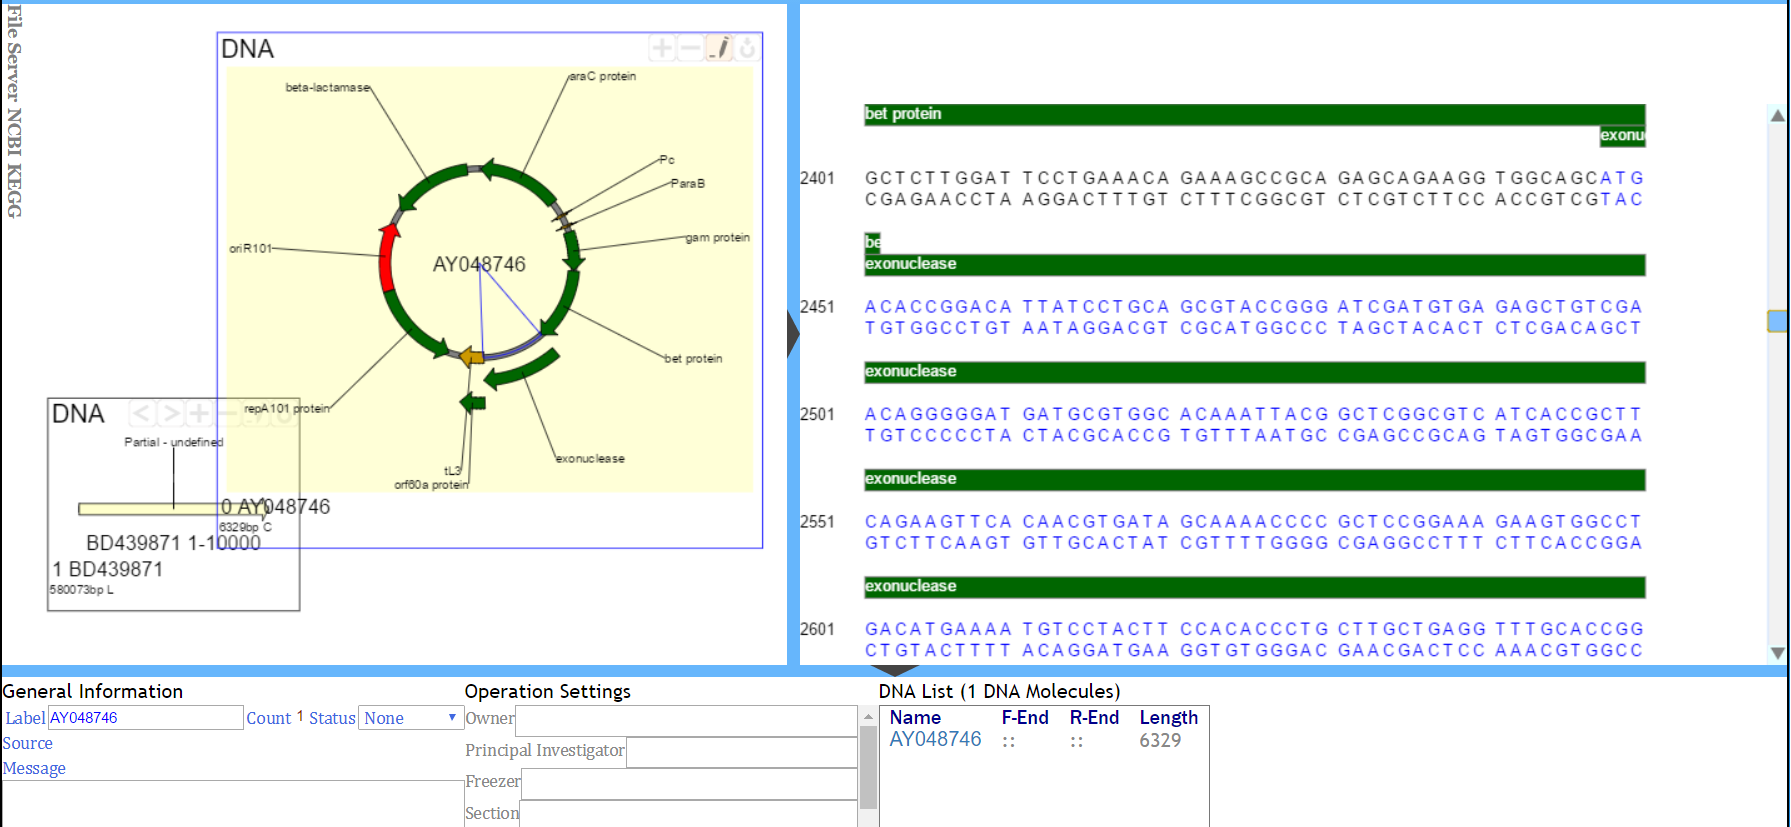 File Server NCBI KEGG
DNA
beta-lactamase
araC protein
Pc
ParaB
gam protein
oriR101
AY048746
bet protein
repA101 protein
exonuclease
tL3
orf60a protein
0 AY048746
6329bp C
DNA
< > +
Partial - undefined
BD439871 1-10000
1 BD439871
580073bp L
bet protein
exonu
2401 GCTCTTGGAT TCCTGAAACA GAAAGCCGCA GAGCAGAAGG TGGCAGCATG
CGAGAACCTA AGGACTTTGT CTTTCGGCGT CTCGTCTTCC ACCGTCGTAC
be
exonuclease
2451 ACACCGGACA TTATCCTGCA GCGTACCGGG ATCGATGTGA GAGCTGTCGA
TGTGGCCTGT AATAGGACGT CGCATGGCCC TAGCTACACT CTCGACAGCT
exonuclease
2501 ACAGGGGGAT GATGCGTGGC ACAAATTACG GCTCGGCGTC ATCACCGCTT
TGTCCCCCTA CTACGCACCG TGTTTAATGC CGAGCCGCAG TAGTGGCGAA
exonuclease
2551 CAGAAGTTCA CAACGTGATA GCAAAACCCC GCTCCGGAAA GAAGTGGCCT
GTCTTCAAGT GTTGCACTAT CGTTTTGGGG CGAGGCCTTT CTTCACCGGA
exonuclease
2601 GACATGAAAA TGTCCTACTT CCACACCCTG CTTGCTGAGG TTTGCACCGG
CTGTACTTTT ACAGGATGAA GGTGTGGGAC GAACGACTCC AAACGTGGCC
General Information
Label AY048746 Count 1 Status None
Source
Message
Operation Settings
Owner
Principal Investigator
Freezer
Section
DNA List (1 DNA Molecules)
Name F-End R-End Length
AY048746 :: :: 6329